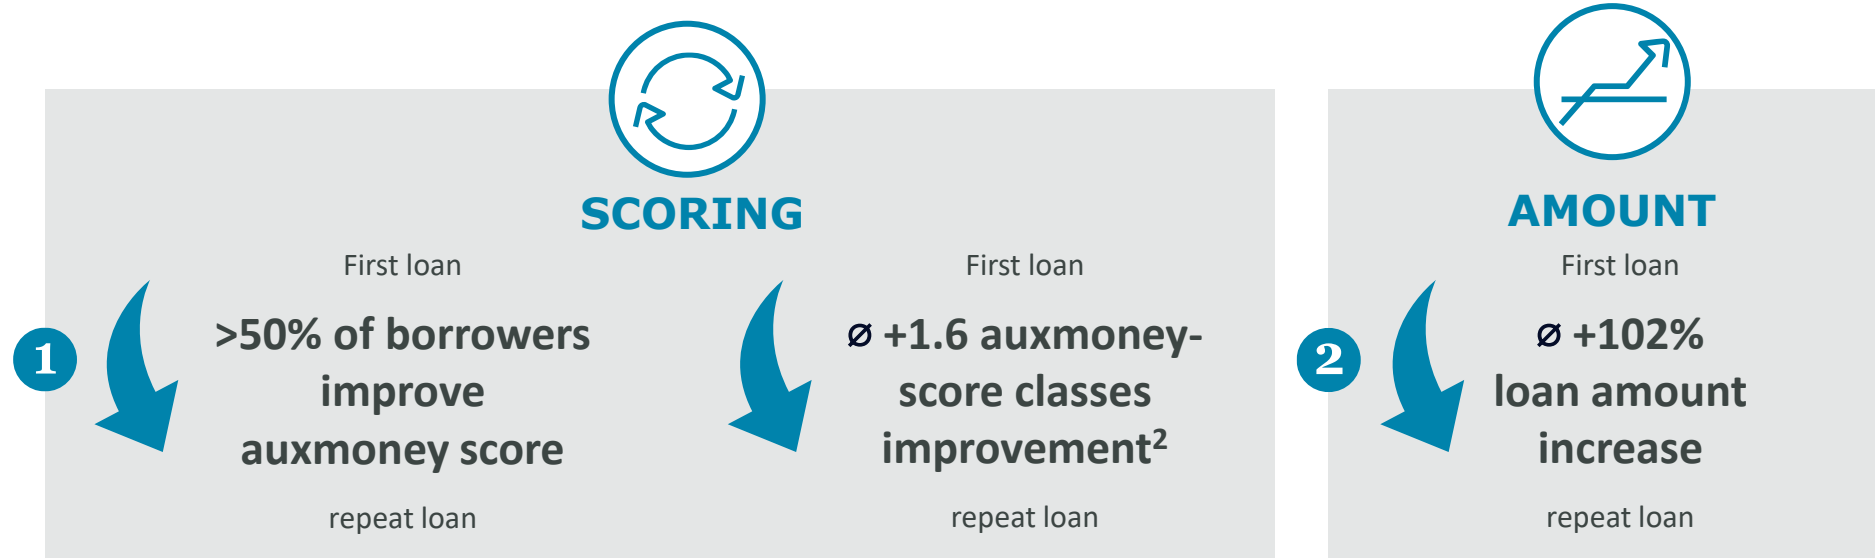 SCORING
1
First loan
>50% of borrowers
improve
auxmoney score
repeat loan
First loan
ø +1.6 auxmoney-
score classes
improvement²
repeat loan
AMOUNT
2
First loan
ø +102%
loan amount
increase
repeat loan